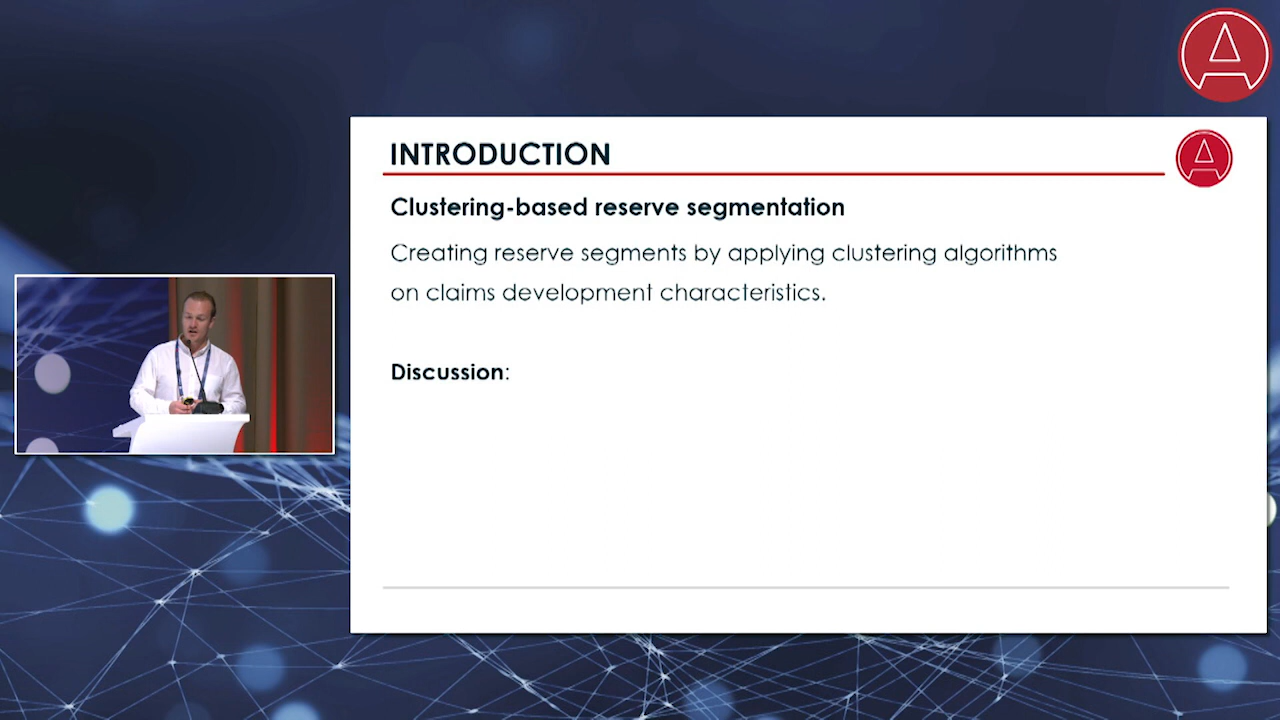 INTRODUCTION
Clustering-based reserve segmentation
Creating reserve segments by applying clustering algorithms
on claims development characteristics.
Discussion: